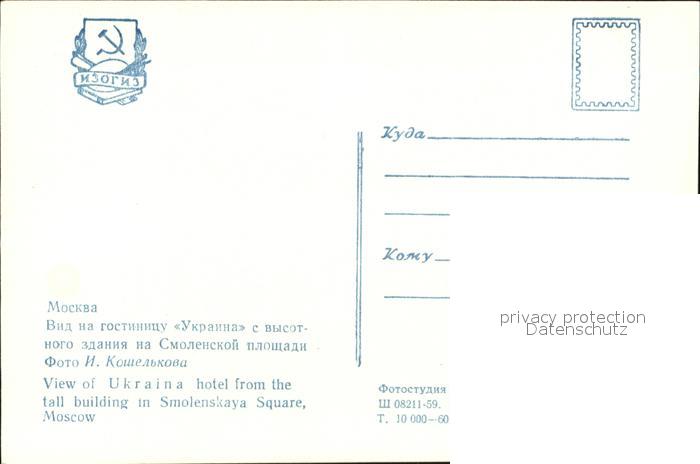 ИЗОГИЗ
Куда
Кому
Москва
Вид на гостиницу «Украина» с высот-
ного здания на Смоленской площади
Фото И. Кошелькова
View of Ukraina hotel from the
tall building in Smolenskaya Square,
Moscow
Фотостудия
Ш 08211-59.
Т. 10 000—60
privacy protection
Datenschutz